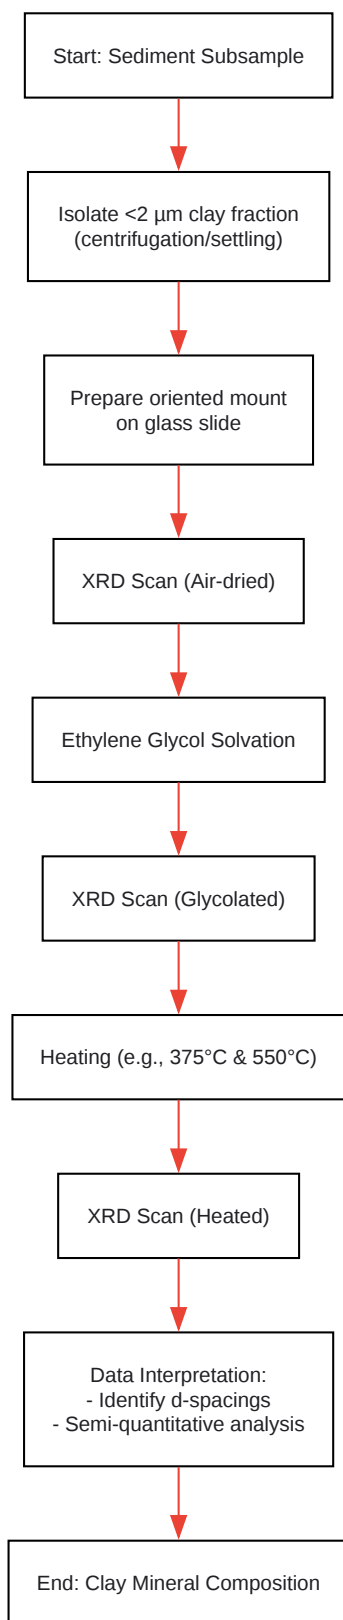 Start: Sediment Subsample
Isolate <2 µm clay fraction
(centrifugation/settling)
Prepare oriented mount
on glass slide
XRD Scan (Air-dried)
Ethylene Glycol Solvation
XRD Scan (Glycolated)
Heating (e.g., 375°C & 550°C)
XRD Scan (Heated)
Data Interpretation:
- Identify d-spacings
- Semi-quantitative analysis
End: Clay Mineral Composition